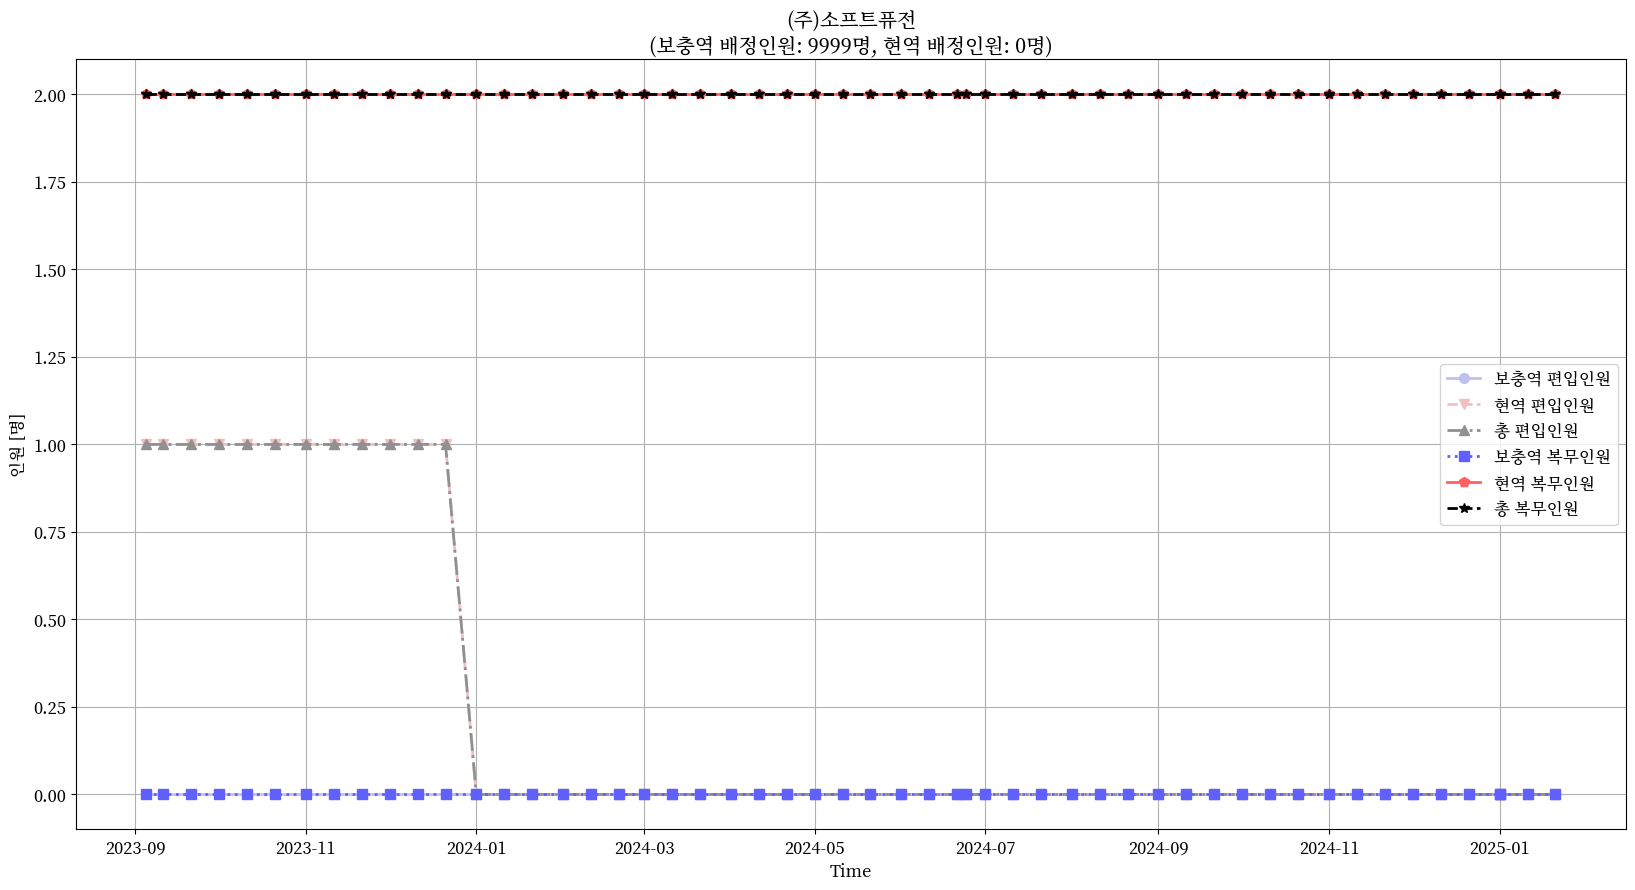 (주)소프트퓨전
(보충역 배정인원: 9999명, 현역 배정인원: 0명)
인원 [명]
2.00
1.75
1.50
1.25
1.00
0.75
0.50
0.25
0.00
보충역 편입인원
현역 편입인원
총 편입인원
보충역 복무인원
현역 복무인원
총 복무인원
2023-09
2023-11
2024-01
2024-03
2024-05
2024-07
2024-09
2024-11
2025-01
Time